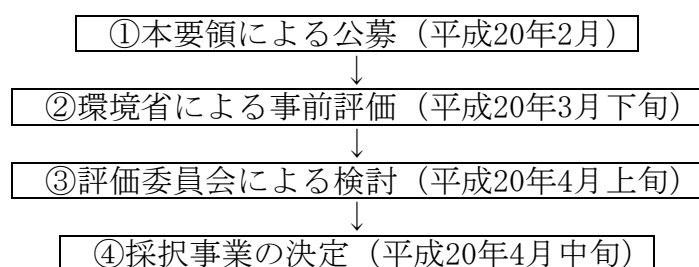 ①本要領による公募（平成20年2月）
↓
②環境省による事前評価（平成20年3月下旬）
↓
③評価委員会による検討（平成20年4月上旬）
↓
④採択事業の決定（平成20年4月中旬）